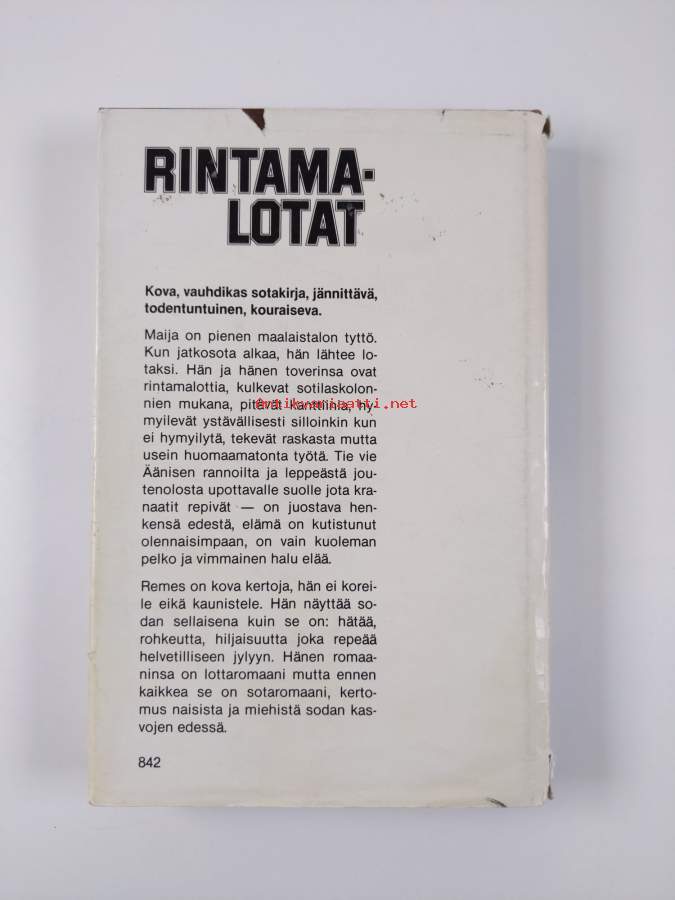 RINTAMA-
LOTAT
Kova, vauhdikas sotakirja, jännittävä,
todentuntuinen, kouraiseva.
Maija on pienen maalaistalon tyttö.
Kun jatkosota alkaa, hän lähtee lo-
taksi. Hän ja hänen toverinsa ovat
rintamalottia, kulkevat sotilaskolon-
nien mukana, pitävät kanttiinia, hy-
Antikvariaatti.net
myilevät ystävällisesti silloinkin kun
ei hymyilytä, tekevät raskasta mutta
usein huomaamatonta työtä. Tie vie
Äänisen rannoilta ja leppeästä jou-
tenolosta upottavalle suolle jota kra-
naatit repivät — on juostava hen-
kensä edestä, elämä on kutistunut
olennaisimpaan, on vain kuoleman
pelko ja vimmainen halu elää.
Remes on kova kertoja, hän ei korei-
le eikä kaunistele. Hän näyttää so-
dan sellaisena kuin se on: hätää,
rohkeutta, hiljaisuutta joka repeää
helvetilliseen jylyyn. Hänen romaa-
ninsa on lottaromaani mutta ennen
kaikkea se on sotaromaani, kerto-
mus naisista ja miehistä sodan kas-
vojen edessä.
842